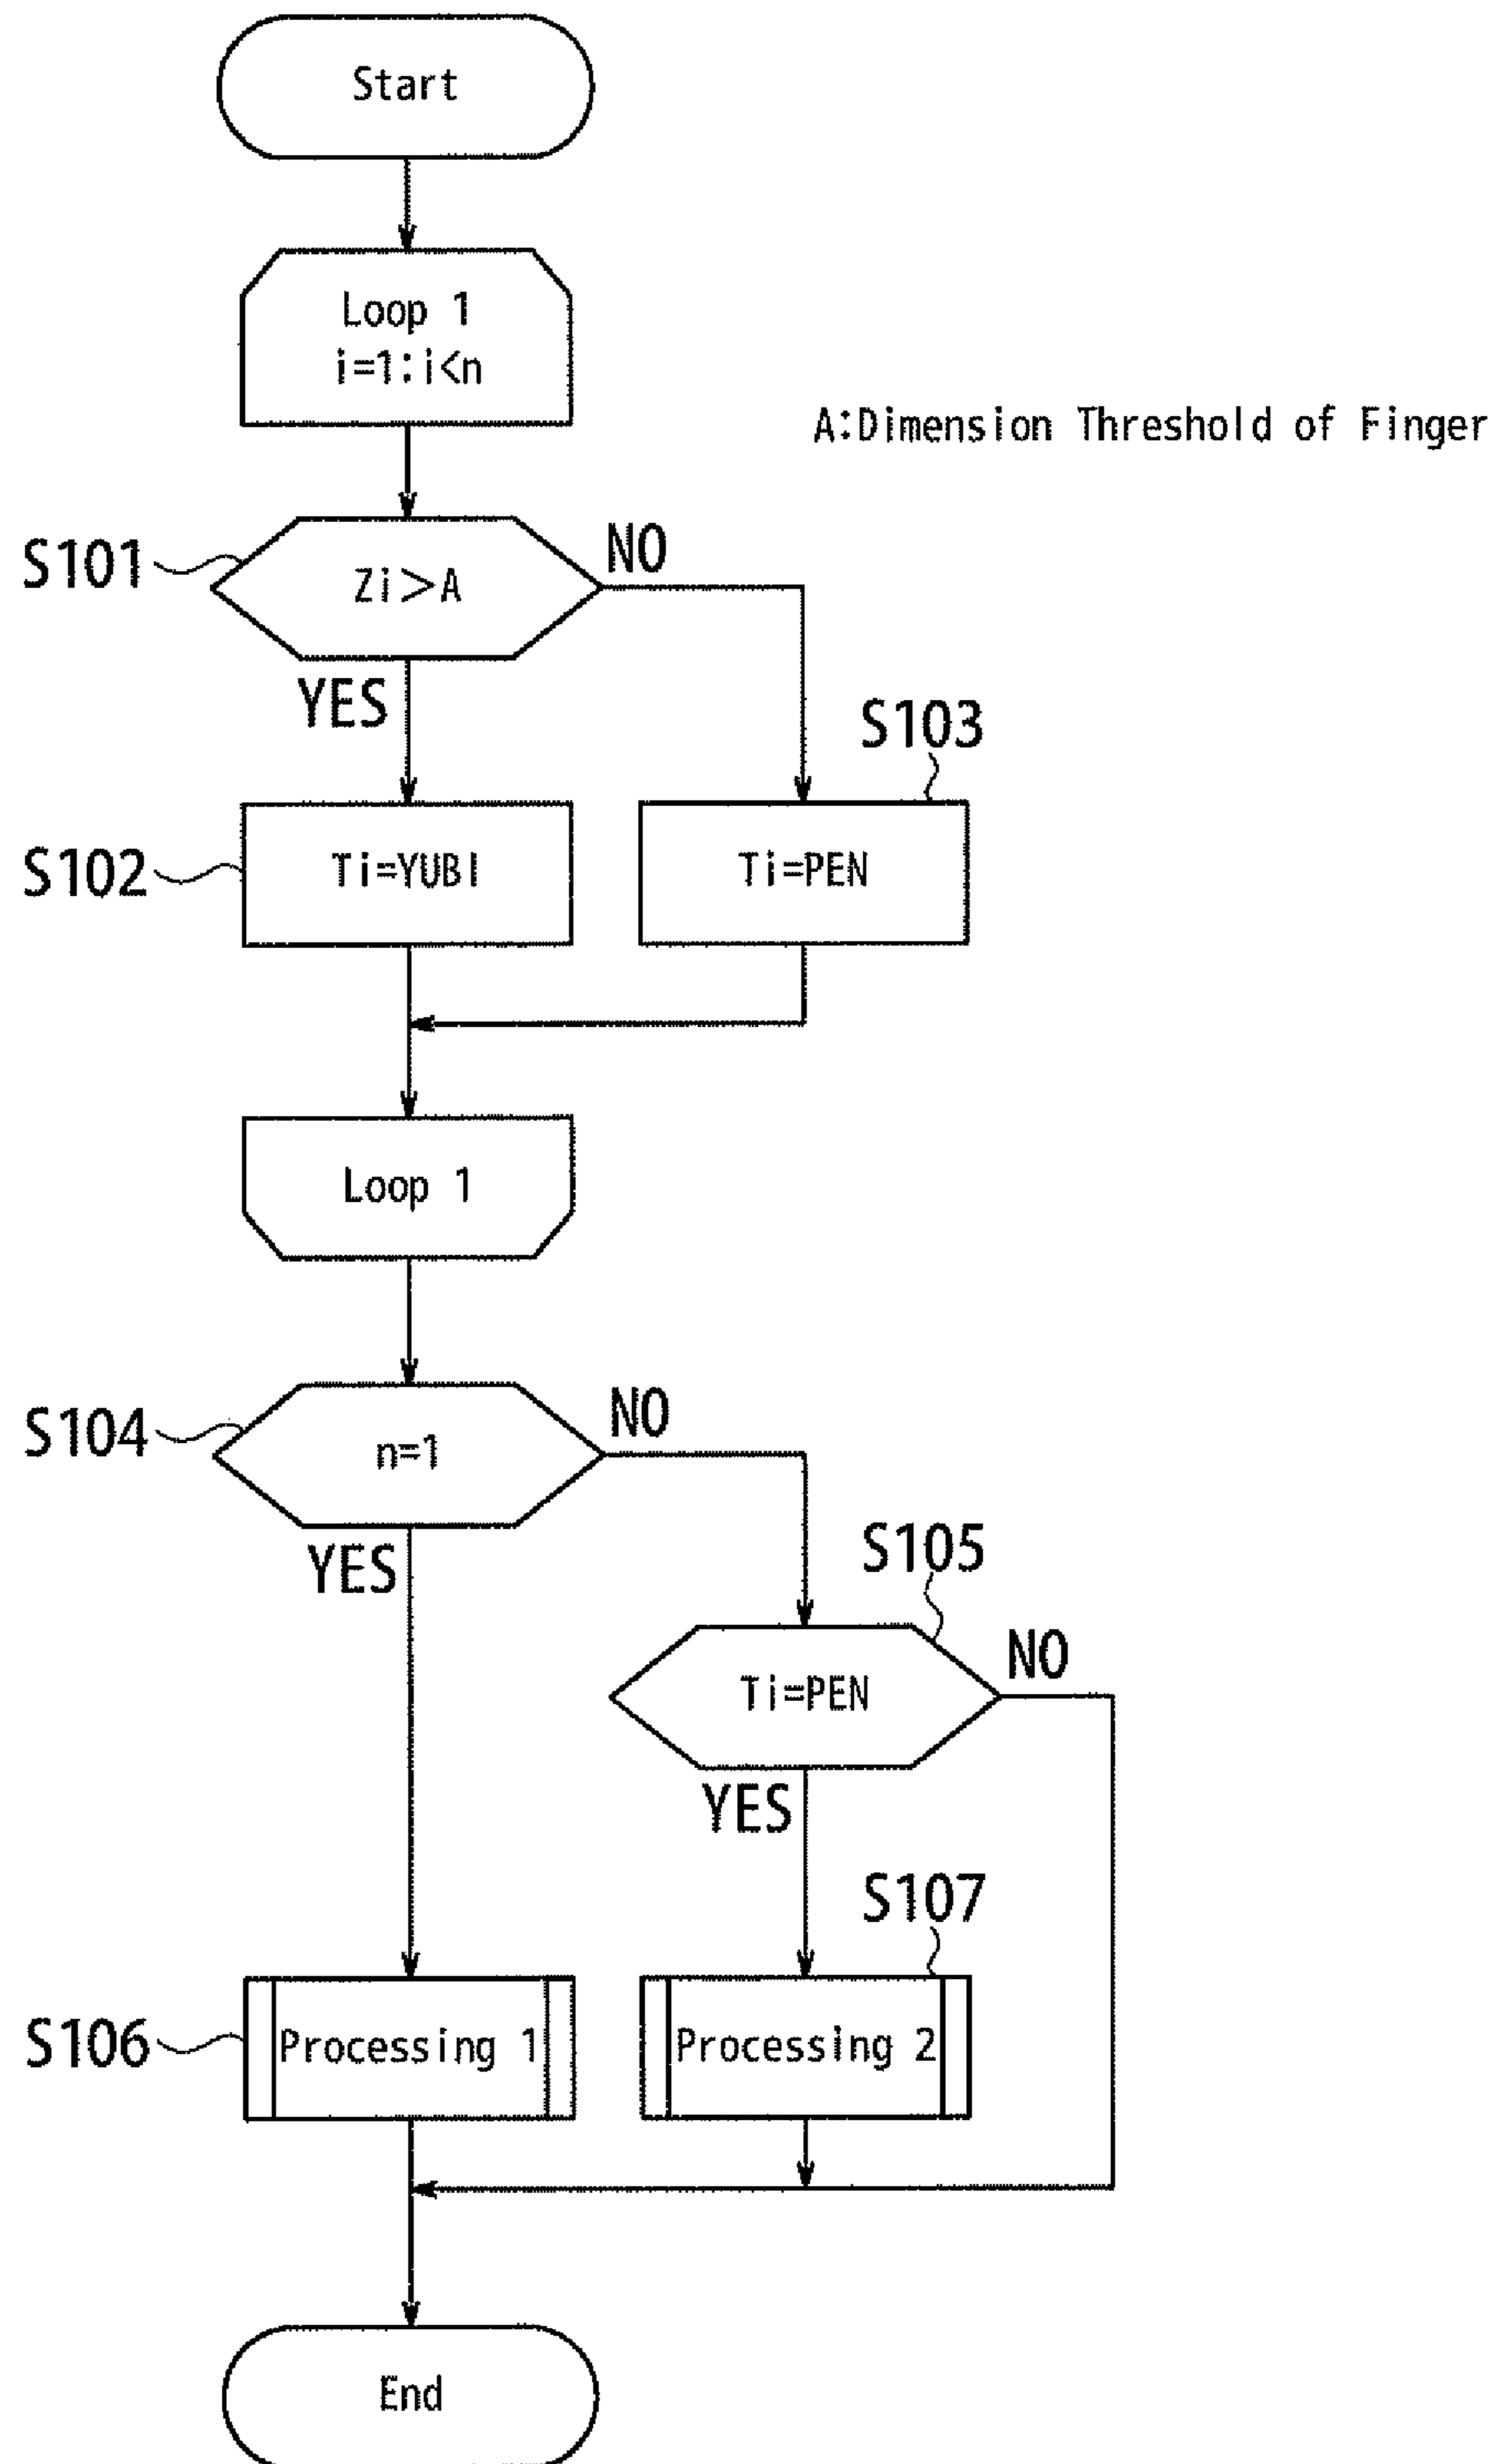 Start
Loop 1
i=1:i<n
A:Dimension Threshold of Finger
S101
Zi>A
NO
YES
S103
S102
Ti=YUBI
Ti=PEN
Loop 1
S104
n=1
NO
YES
S105
Ti=PEN
NO
YES
S107
S106
Processing 1
Processing 2
End